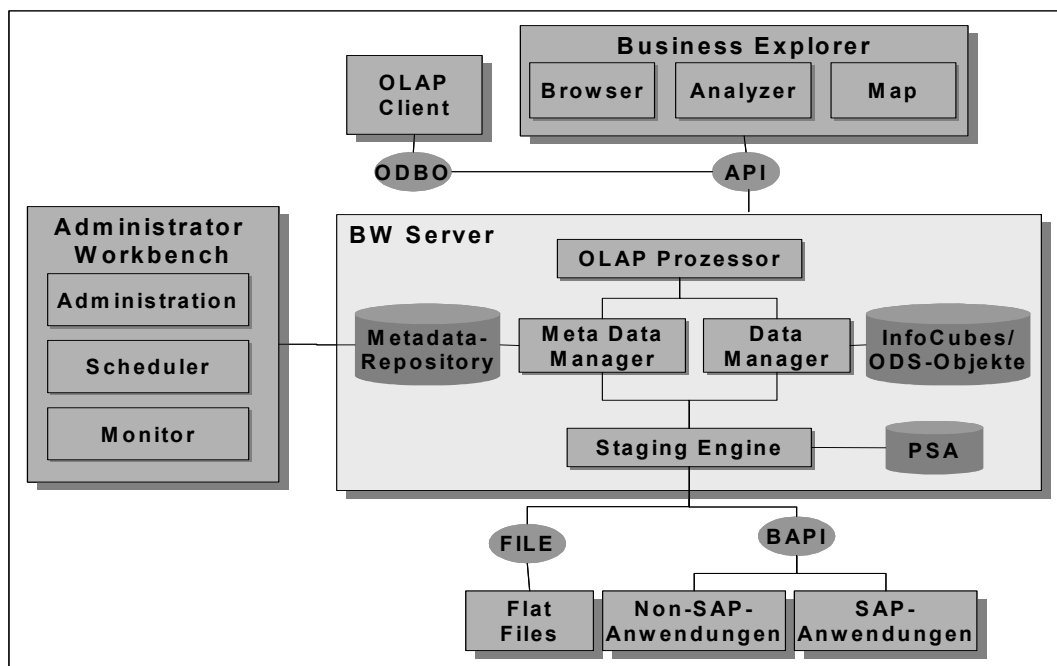 Business Explorer
OLAP
Client
Browser
Analyzer
Map
ODBO
API
Administrator
Workbench
Administration
Scheduler
Monitor
BW Server
OLAP Prozessor
Metadata-
Repository
Meta Data
Manager
Data
Manager
InfoCubes/
ODS-Objekte
Staging Engine
PSA
FILE
BAPI
Flat
Files
Non-SAP-
Anwendungen
SAP-
Anwendungen